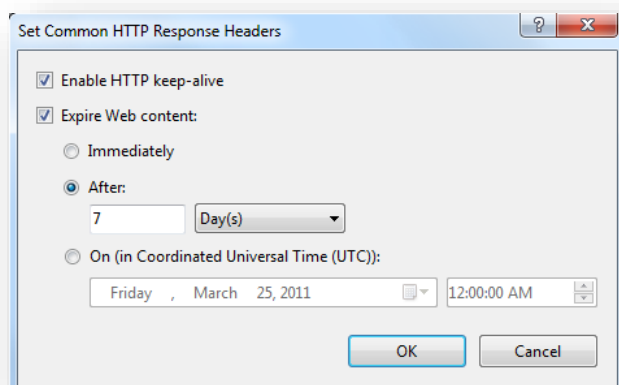 Set Common HTTP Response Headers
Enable HTTP keep-alive
Expire Web content:
Immediately
After:
7 Day(s)
On (in Coordinated Universal Time (UTC)):
Friday , March 25, 2011 12:00:00 AM
OK Cancel